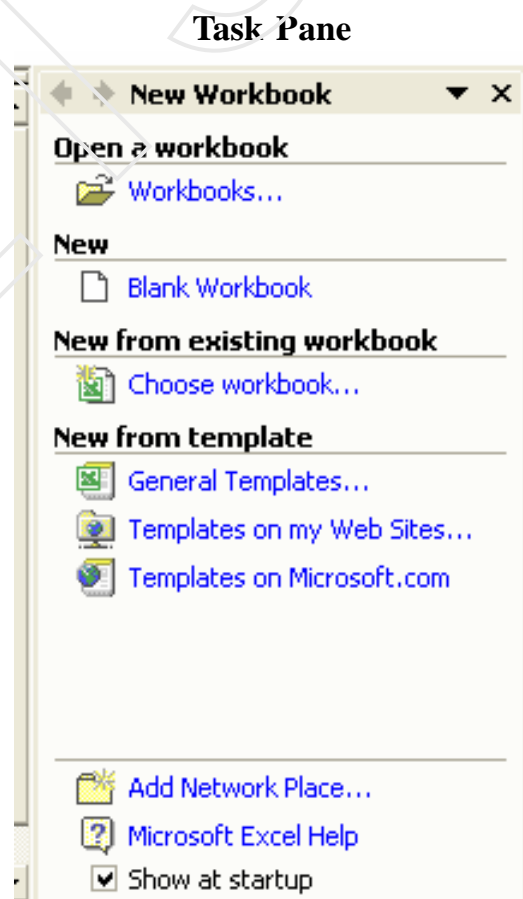 Task Pane
New Workbook
Open a workbook
Workbooks...
New
Blank Workbook
New from existing workbook
Choose workbook...
New from template
General Templates...
Templates on my Web Sites...
Templates on Microsoft.com
Add Network Place...
Microsoft Excel Help
Show at startup